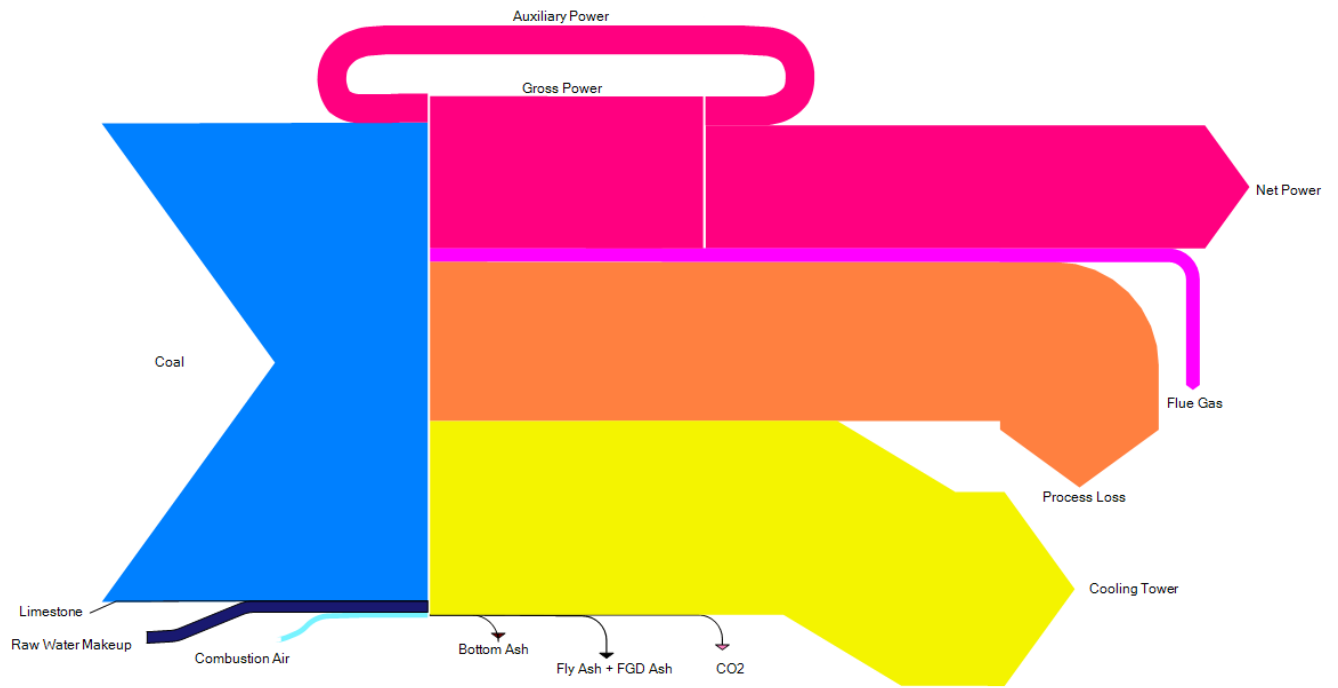 Auxiliary Power
Gross Power
Net Power
Coal
Flue Gas
Process Loss
Cooling Tower
Limestone
Raw Water Makeup
Combustion Air
Bottom Ash
Fly Ash + FGD Ash
CO2